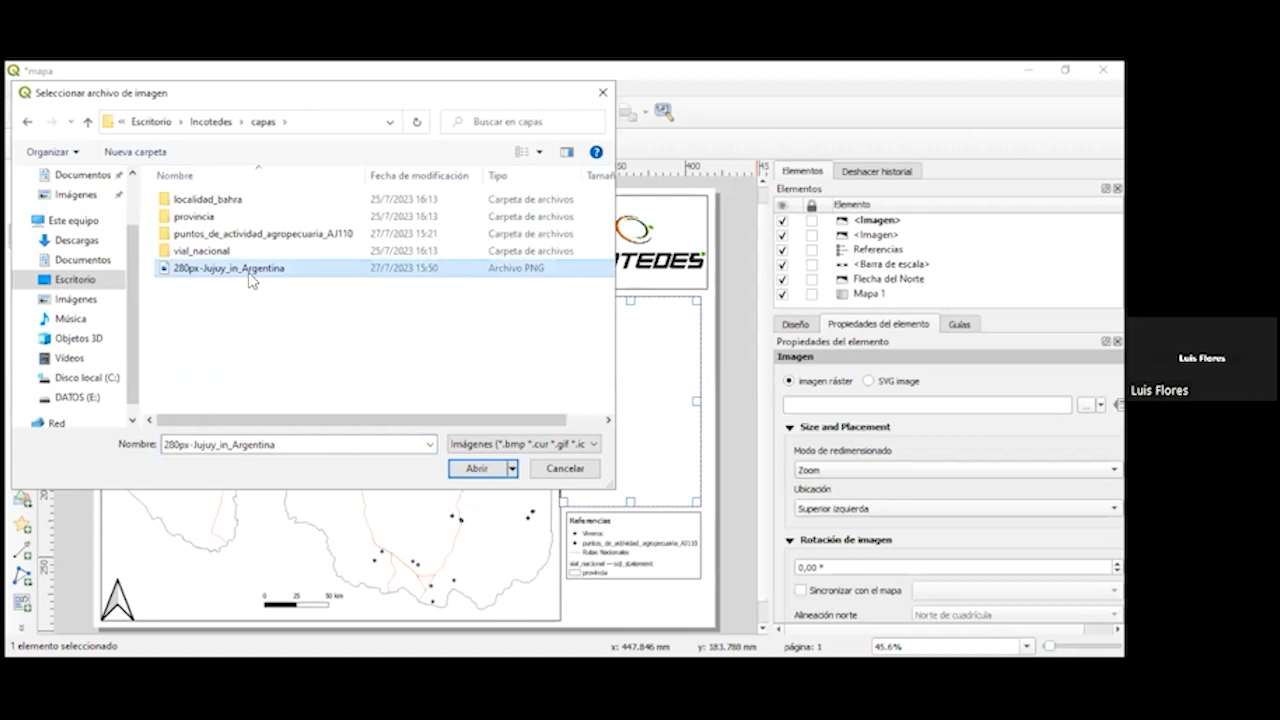 *mapa
Seleccionar archivo de imagen
« Escritorio > Incotedes > capas >
Buscar en capas
Organizar
Nueva carpeta
Nombre
Fecha de modificación
Tipo
Tamañ
Documentos
Imágenes
Este equipo
Descargas
Documentos
Escritorio
Imágenes
Música
Objetos 3D
Vídeos
Disco local (C:)
DATOS (E:)
Red
localidad_bahra 25/7/2023 16:13 Carpeta de archivos
provincia 25/7/2023 16:13 Carpeta de archivos
puntos_de_actividad_agropecuaria_AJ110 27/7/2023 15:21 Carpeta de archivos
vial_nacional 25/7/2023 16:13 Carpeta de archivos
280px-Jujuy_in_Argentina 27/7/2023 15:50 Archivo PNG
Nombre: 280px-Jujuy_in_Argentina
Imágenes (*.bmp *.cur *.gif *.ic
Abrir
Cancelar
50 400 45
OTEDES
Referencias
Viveros
puntos_de_actividad_agropecuaria_AJ110
Rutas Nacionales
vial_nacional — sql_statement
provincia
0 25 50 km
250
Elementos
Deshacer historial
Elementos
Elemento
<Imagen>
<Imagen>
Referencias
<Barra de escala>
Flecha del Norte
Mapa 1
Diseño
Propiedades del elemento
Guías
Propiedades del elemento
Imagen
imagen ráster
SVG image
...
Size and Placement
Modo de redimensionado
Zoom
Ubicación
Superior izquierda
Rotación de imagen
0,00 °
Sincronizar con el mapa
Alineación norte
Norte de cuadrícula
1 elemento seleccionado
x: 447.846 mm
y: 183.788 mm
página: 1
45.6%
Luis Flores
Luis Flores